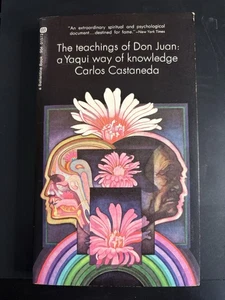 "An extraordinary spiritual and psychological
document... destined for fame." —New York Times
The teachings of Don Juan:
a Yaqui way of knowledge
Carlos Castaneda